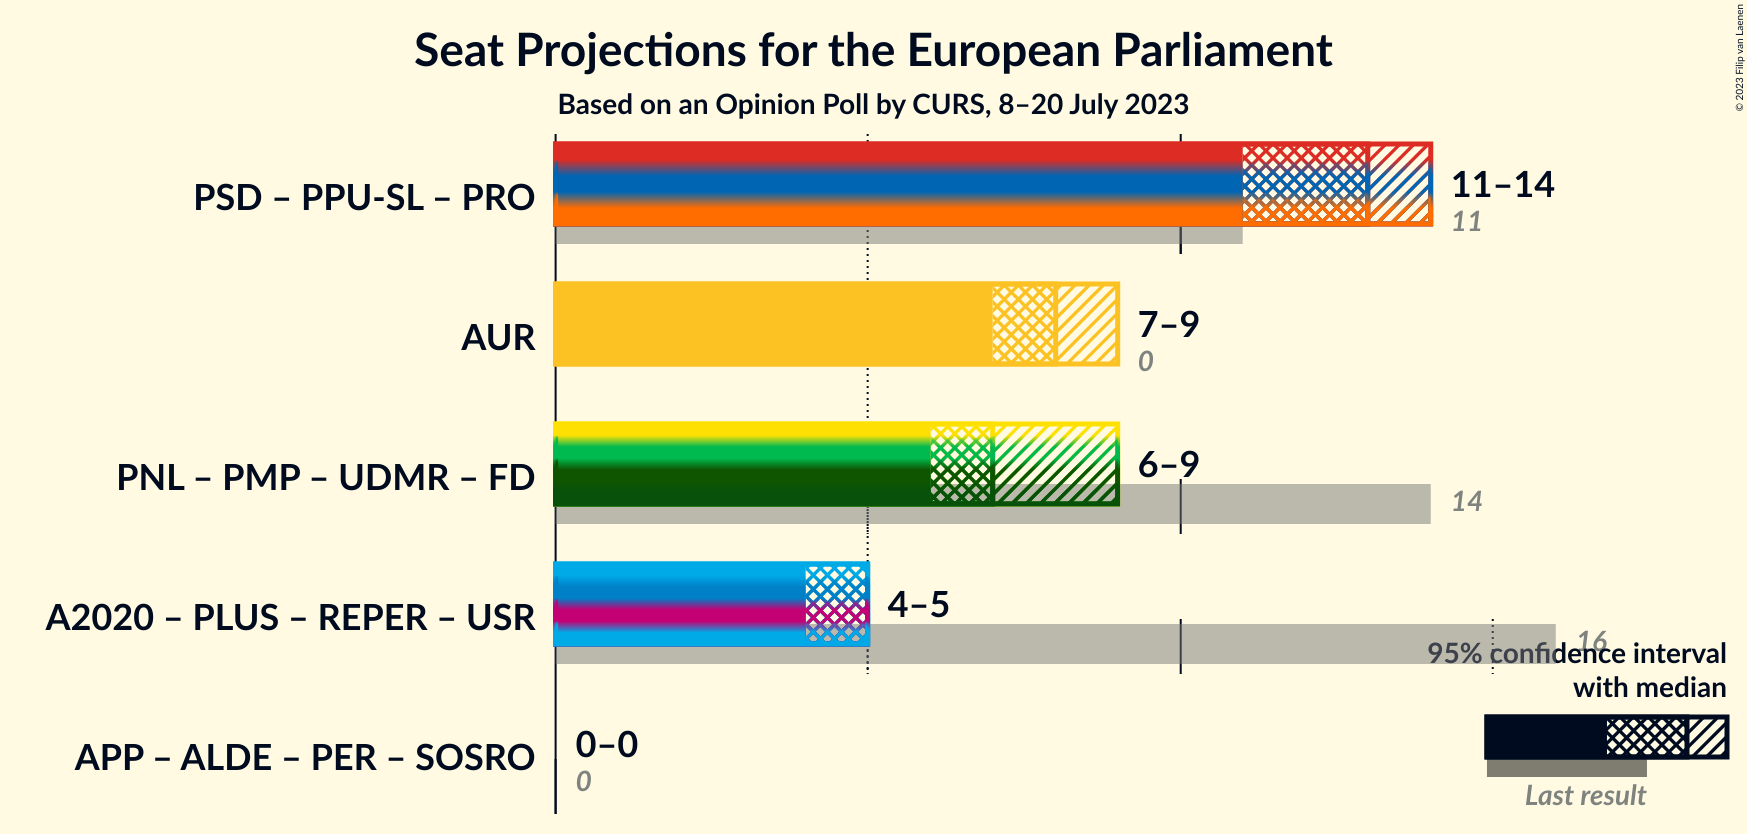 Seat Projections for the European Parliament
Based on an Opinion Poll by CURS, 8–20 July 2023
© 2023 Filip van Laenen
PSD – PPU-SL – PRO
11–14
11
AUR
7–9
0
PNL – PMP – UDMR – FD
6–9
14
A2020 – PLUS – REPER – USR
4–5
16
95% confidence interval
with median
APP – ALDE – PER – SOSRO
0–0
0
Last result